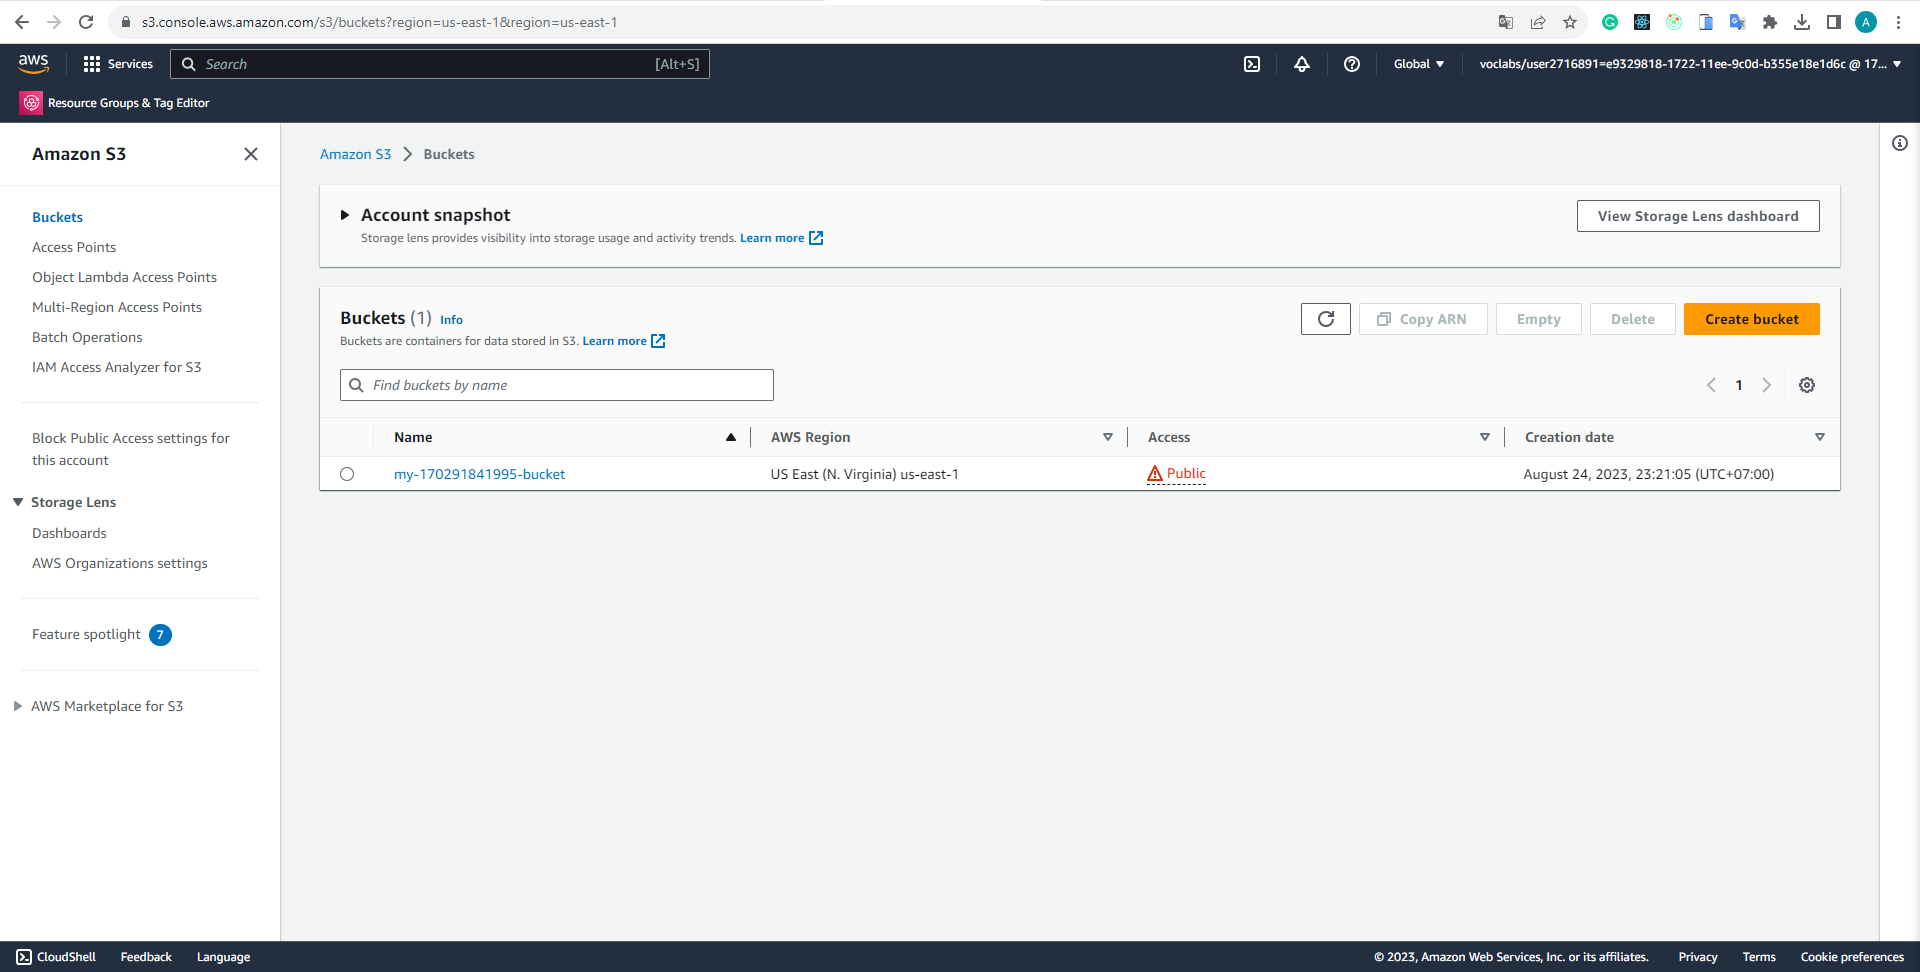 s3.console.aws.amazon.com/s3/buckets?region=us-east-1&region=us-east-1
A
aws
Services
Search
[Alt+S]
Global
voclabs/user2716891=e9329818-1722-11ee-9c0d-b355e18e1d6c @ 17...
Resource Groups & Tag Editor
Amazon S3
Buckets
Access Points
Object Lambda Access Points
Multi-Region Access Points
Batch Operations
IAM Access Analyzer for S3
Block Public Access settings for
this account
Storage Lens
Dashboards
AWS Organizations settings
Feature spotlight 7
AWS Marketplace for S3
Amazon S3 Buckets
Account snapshot
Storage lens provides visibility into storage usage and activity trends. Learn more
View Storage Lens dashboard
Buckets (1) Info
Buckets are containers for data stored in S3. Learn more
Copy ARN
Empty
Delete
Create bucket
Find buckets by name
1
Name AWS Region Access Creation date
my-170291841995-bucket US East (N. Virginia) us-east-1 Public August 24, 2023, 23:21:05 (UTC+07:00)
CloudShell Feedback Language
© 2023, Amazon Web Services, Inc. or its affiliates. Privacy Terms Cookie preferences